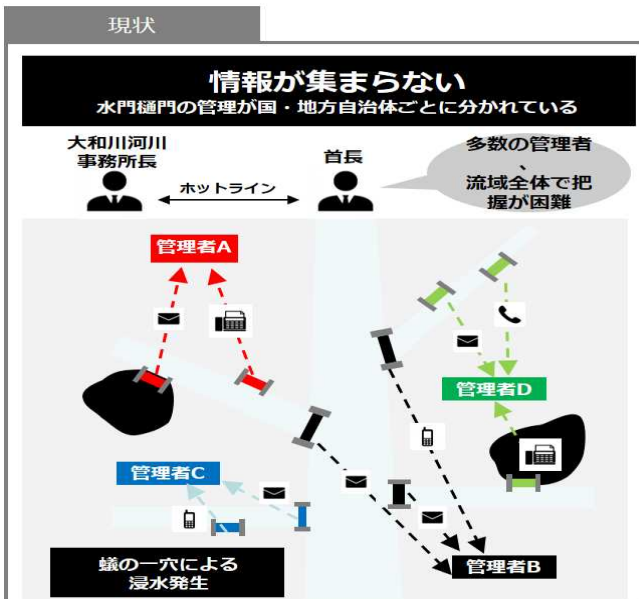 現状
情報が集まらない
水門樋門の管理が国・地方自治体ごとに分かれている
大和川河川
事務所長
ホットライン
首長
多数の管理者
、
流域全体で把
握が困難
管理者A
管理者D
管理者C
管理者B
蟻の一穴による
浸水発生